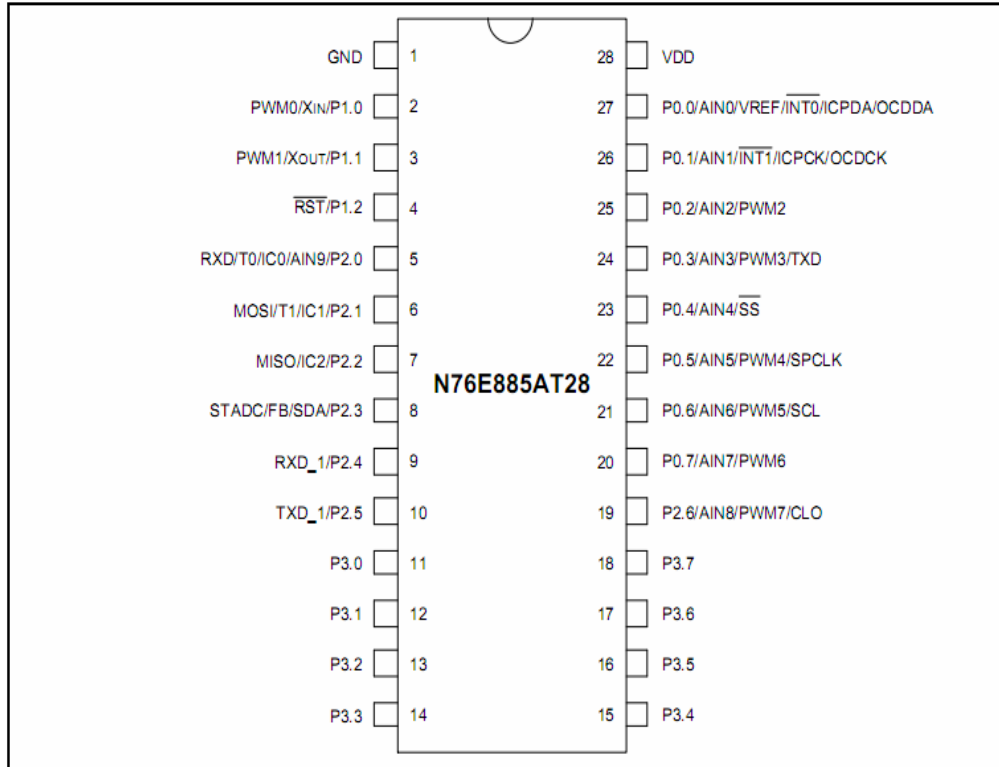 GND 1 28 VDD
PWM0/XIN/P1.0 2 27 P0.0/AIN0/VREF/I̅N̅T̅0̅/ICPDA/OCDDA
PWM1/XOUT/P1.1 3 26 P0.1/AIN1/I̅N̅T̅1̅/ICPCK/OCDCK
R̅S̅T̅/P1.2 4 25 P0.2/AIN2/PWM2
RXD/T0/IC0/AIN9/P2.0 5 24 P0.3/AIN3/PWM3/TXD
MOSI/T1/IC1/P2.1 6 23 P0.4/AIN4/S̅S̅
MISO/IC2/P2.2 7 22 P0.5/AIN5/PWM4/SPCLK
N76E885AT28
STADC/FB/SDA/P2.3 8 21 P0.6/AIN6/PWM5/SCL
RXD_1/P2.4 9 20 P0.7/AIN7/PWM6
TXD_1/P2.5 10 19 P2.6/AIN8/PWM7/CLO
P3.0 11 18 P3.7
P3.1 12 17 P3.6
P3.2 13 16 P3.5
P3.3 14 15 P3.4